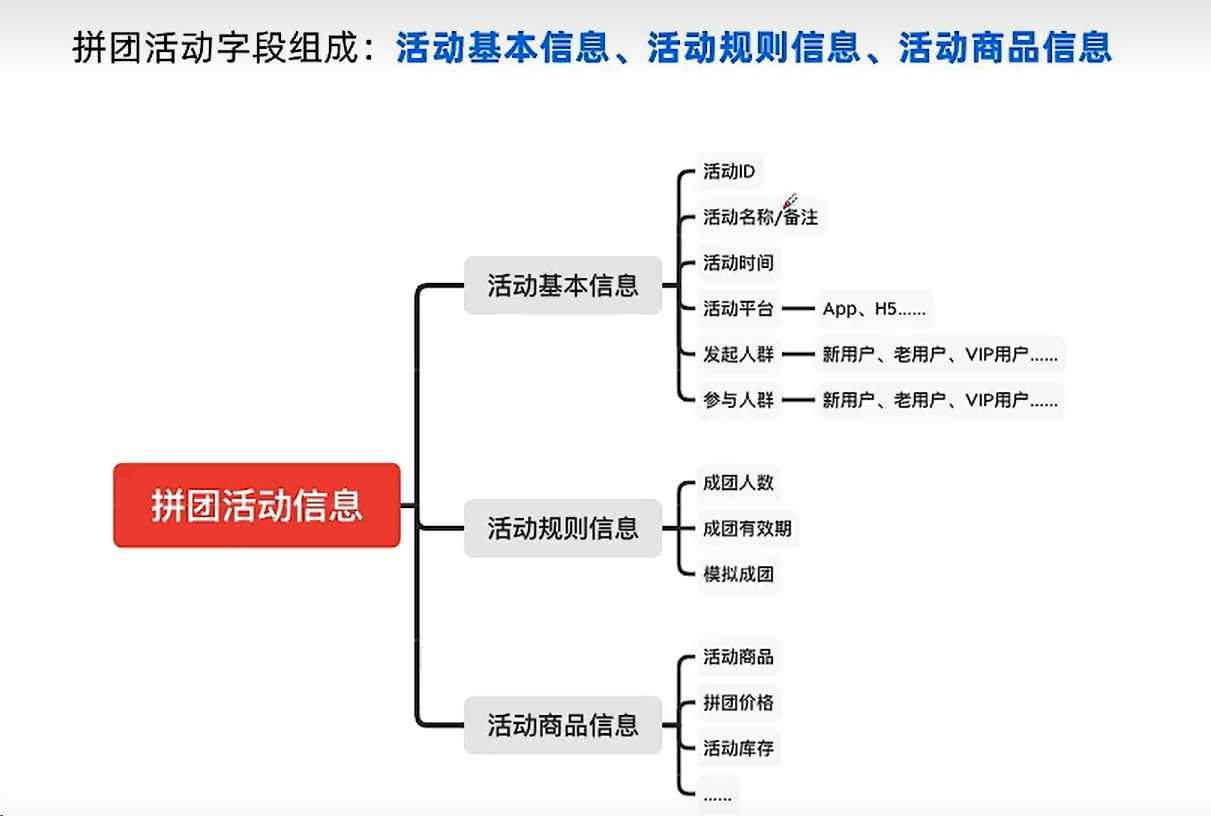 拼团活动字段组成：活动基本信息、活动规则信息、活动商品信息
拼团活动信息
活动基本信息
活动ID
活动名称/备注
活动时间
活动平台
App、H5……
发起人群
新用户、老用户、VIP用户……
参与人群
新用户、老用户、VIP用户……
活动规则信息
成团人数
成团有效期
模拟成团
活动商品信息
活动商品
拼团价格
活动库存
……